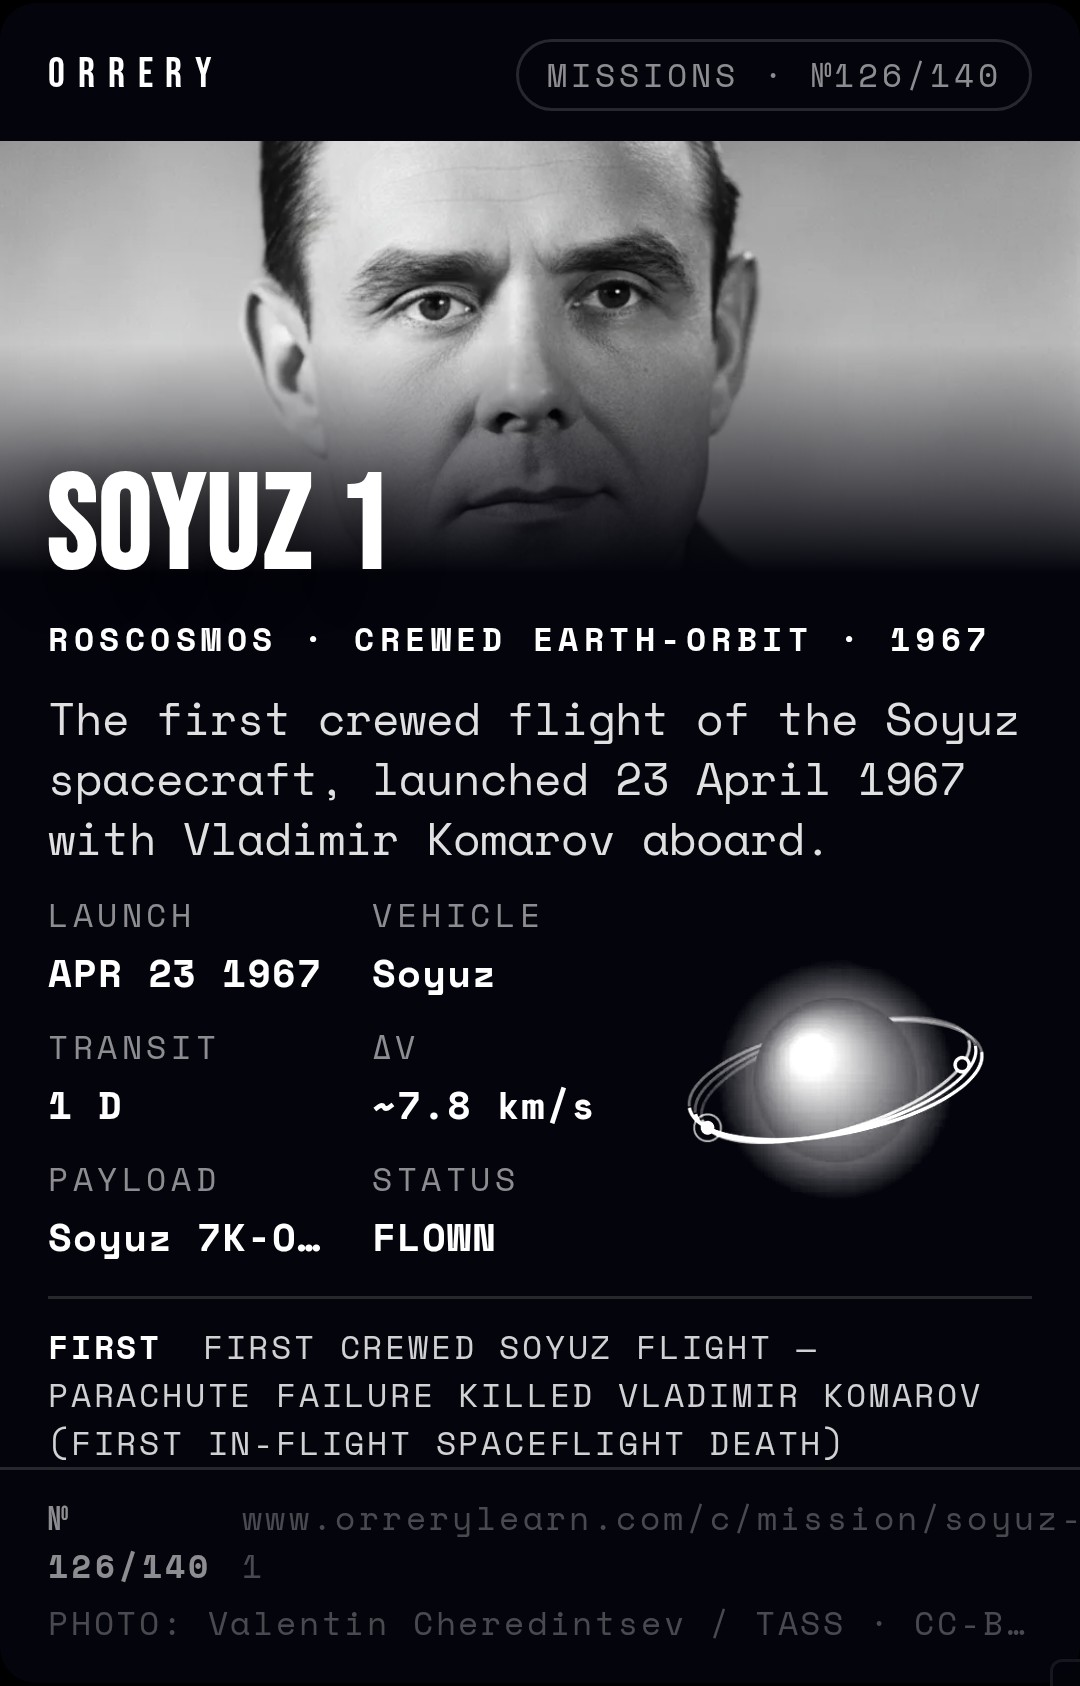 ORRERY
MISSIONS · №126/140
SOYUZ 1
ROSCOSMOS · CREWED EARTH-ORBIT · 1967
The first crewed flight of the Soyuz
spacecraft, launched 23 April 1967
with Vladimir Komarov aboard.
LAUNCH VEHICLE
APR 23 1967 Soyuz
TRANSIT ΔV
1 D ~7.8 km/s
PAYLOAD STATUS
Soyuz 7K-O… FLOWN
FIRST FIRST CREWED SOYUZ FLIGHT —
PARACHUTE FAILURE KILLED VLADIMIR KOMAROV
(FIRST IN-FLIGHT SPACEFLIGHT DEATH)
№ www.orrerylearn.com/c/mission/soyuz-
126/140 1
PHOTO: Valentin Cheredintsev / TASS · CC-B…